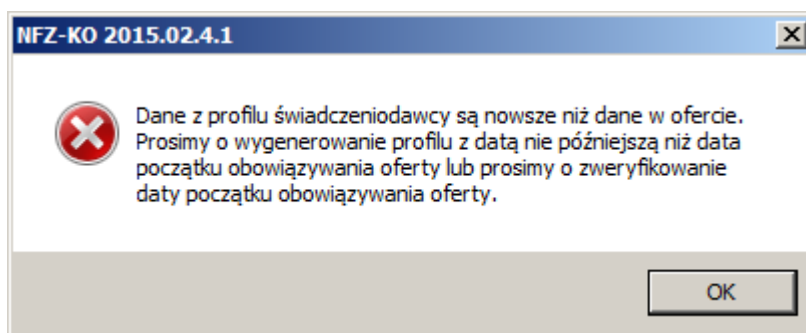 NFZ-KO 2015.02.4.1
Dane z profilu świadczeniodawcy są nowsze niż dane w ofercie.
Prosimy o wygenerowanie profilu z datą nie późniejszą niż data
początku obowiązywania oferty lub prosimy o zweryfikowanie
daty początku obowiązywania oferty.
OK